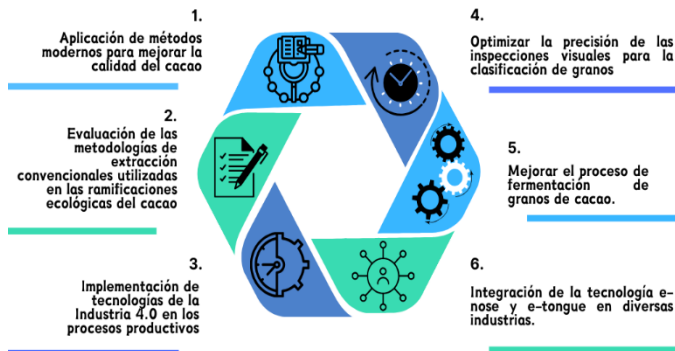 1.
Aplicación de métodos
modernos para mejorar la
calidad del cacao
2.
Evaluación de las
metodologías de
extracción
convencionales utilizadas
en las ramificaciones
ecológicas del cacao
3.
Implementación de
tecnologías de la
Industria 4.0 en los
procesos productivos
4.
Optimizar la precisión de las
inspecciones visuales para la
clasificación de granos
5.
Mejorar el proceso de
fermentación de
granos de cacao.
6.
Integración de la tecnología e-
nose y e-tongue en diversas
industrias.